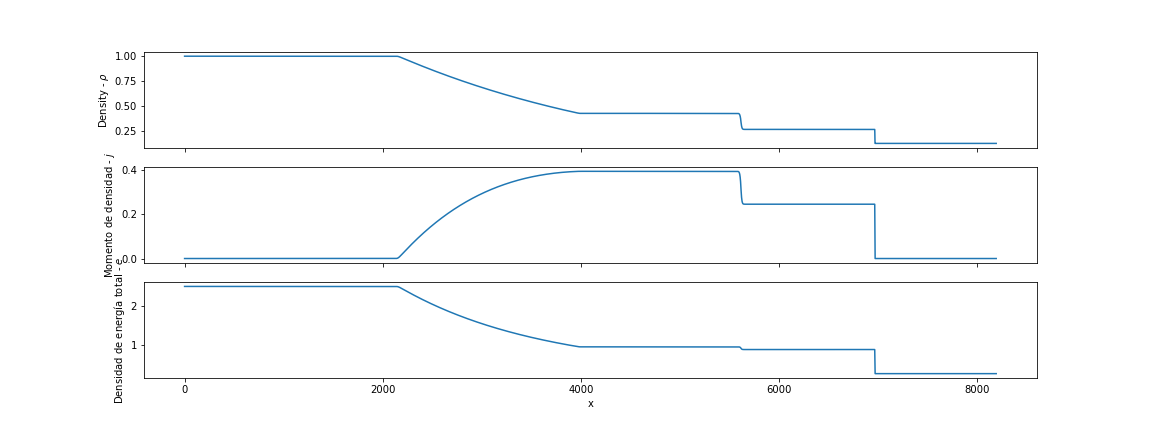 Density - ρ
1.00
0.75
0.50
0.25
Momento de densidad - j
0.4
0.2
0.0
Densidad de energía total - e
2
1
0 2000 4000 6000 8000
x